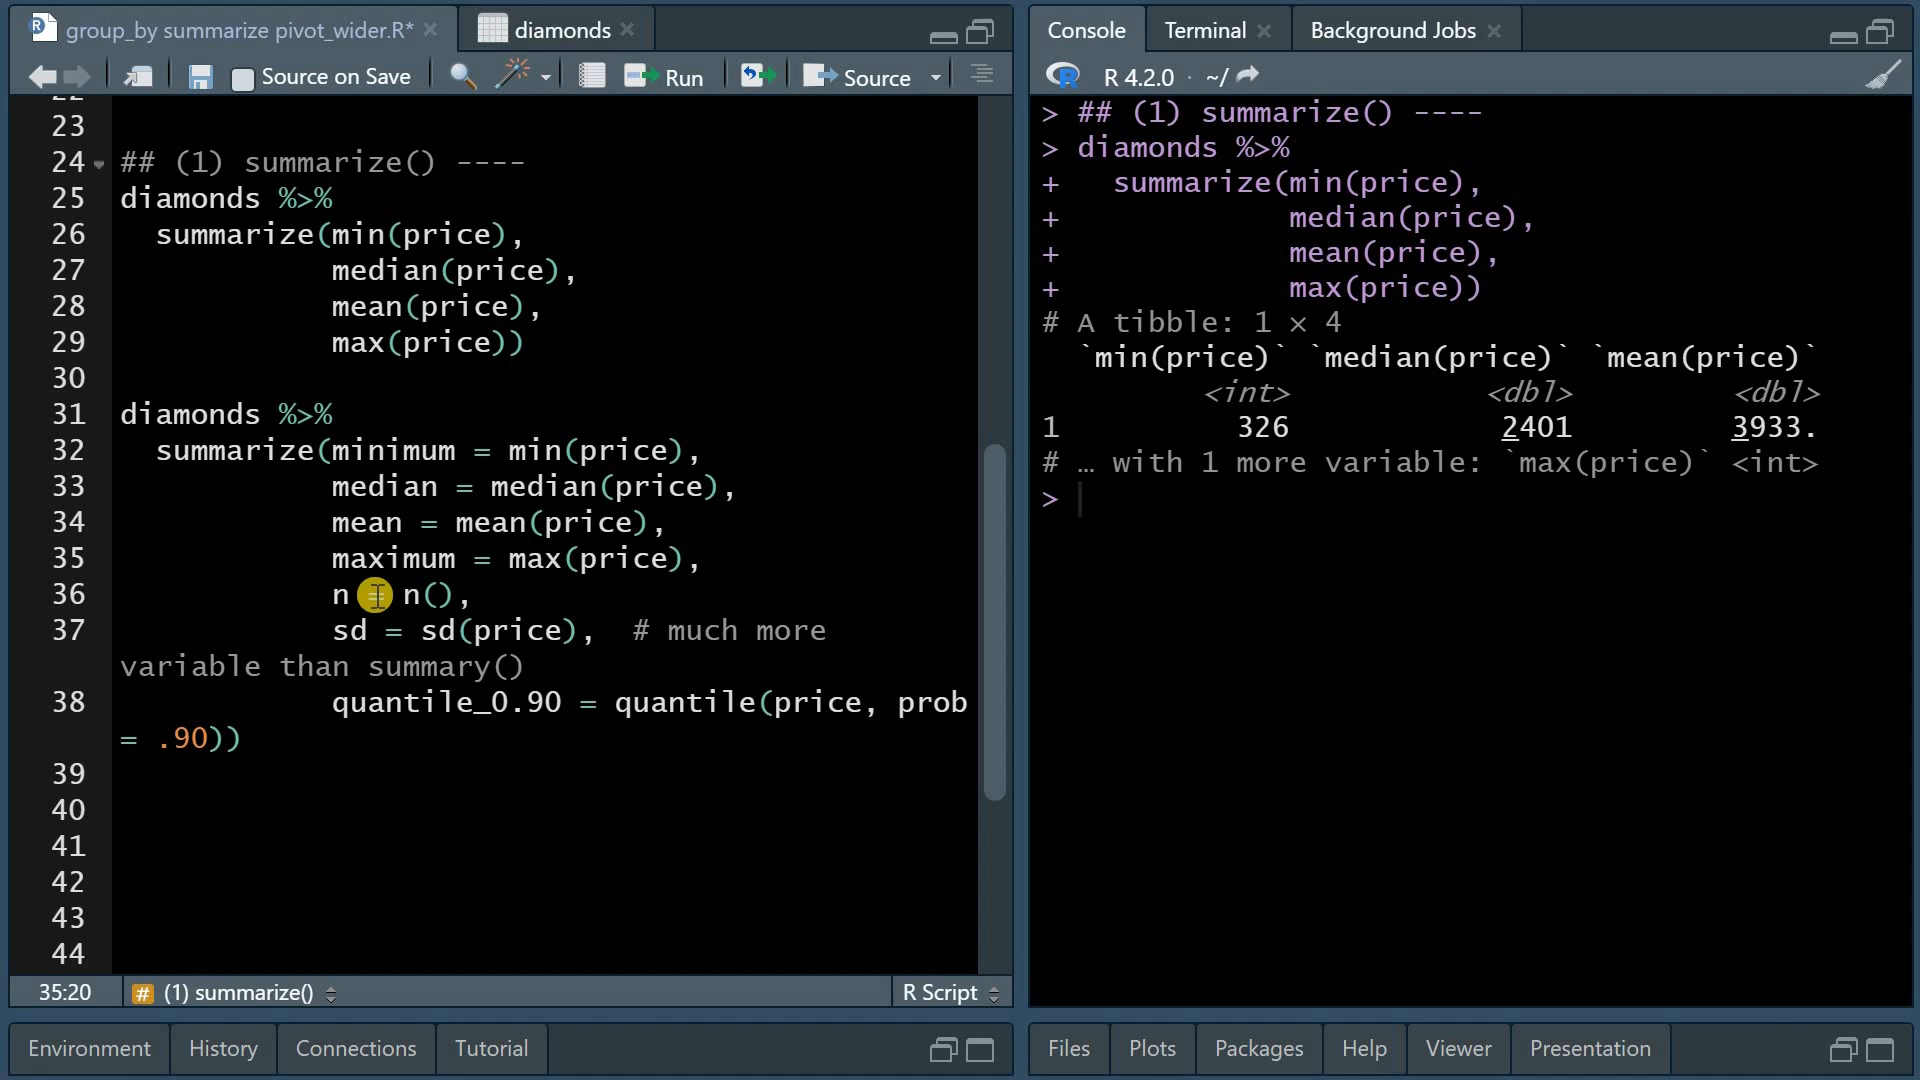 group_by summarize pivot_wider.R*
diamonds
Source on Save
Run
Source
22
23
24 ## (1) summarize() ----
25 diamonds %>%
26 summarize(min(price),
27 median(price),
28 mean(price),
29 max(price))
30
31 diamonds %>%
32 summarize(minimum = min(price),
33 median = median(price),
34 mean = mean(price),
35 maximum = max(price),
36 n = n(),
37 sd = sd(price),  # much more
variable than summary()
38 quantile_0.90 = quantile(price, prob
= .90))
39
40
41
42
43
44
35:20
# (1) summarize()
R Script
Environment
History
Connections
Tutorial
Console
Terminal
Background Jobs
R 4.2.0 · ~/
> ## (1) summarize() ----
> diamonds %>%
+ summarize(min(price),
+ median(price),
+ mean(price),
+ max(price))
# A tibble: 1 × 4
`min(price)` `median(price)` `mean(price)`
<int> <dbl> <dbl>
1 326 2401 3933.
# … with 1 more variable: `max(price)` <int>
>
Files
Plots
Packages
Help
Viewer
Presentation